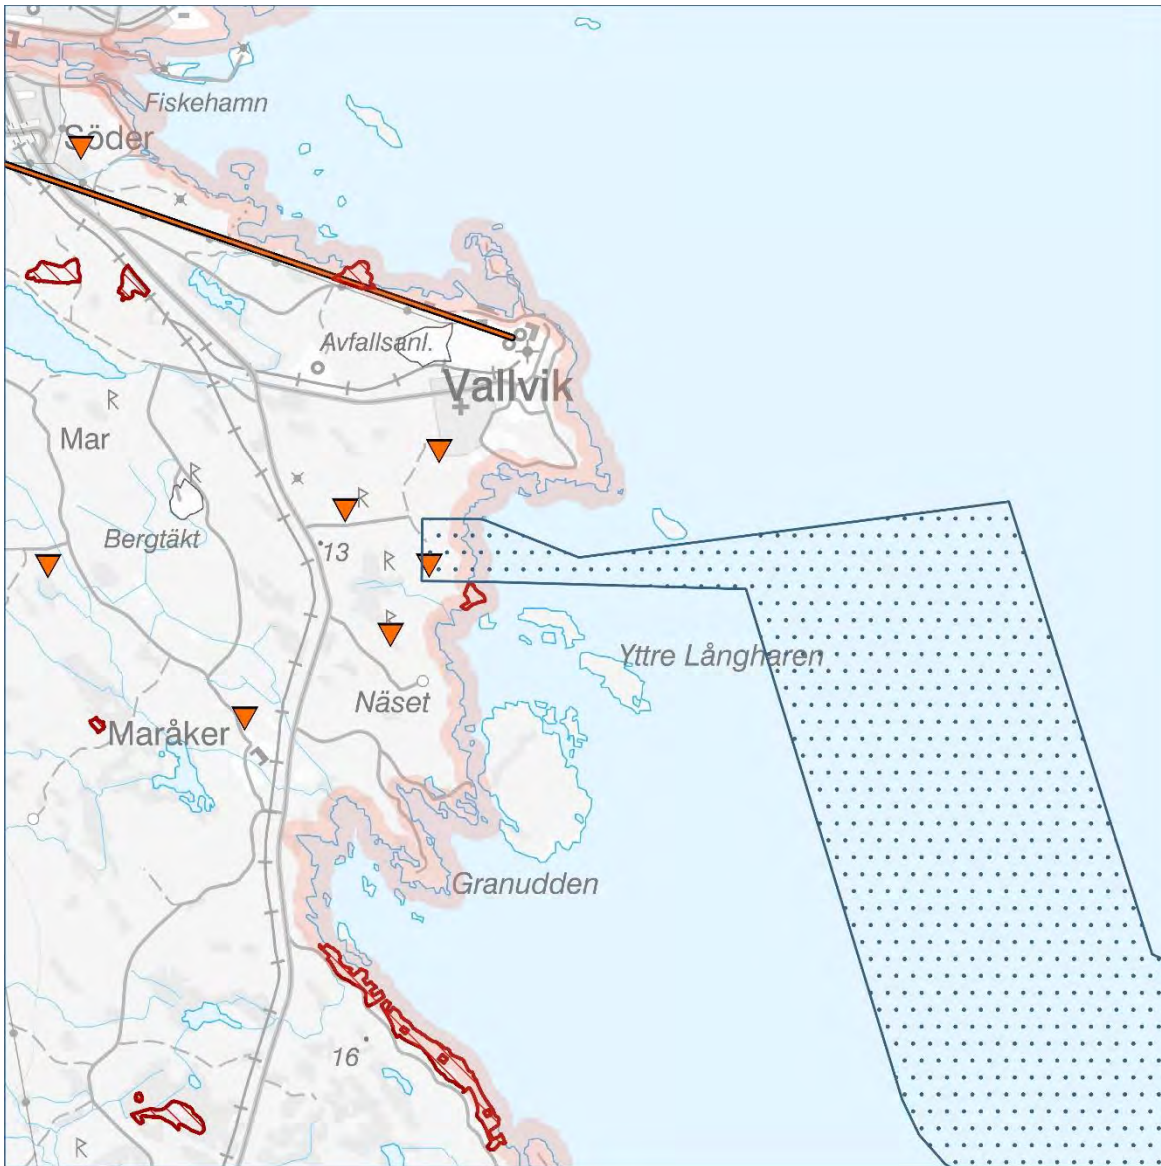 Fiskehamn
Söder
Avfallsanl.
Vallvik
R
Mar
R
R
Bergtäkt
13
R
R
Yttre Långharen
Näset
Maråker
Granudden
16
R